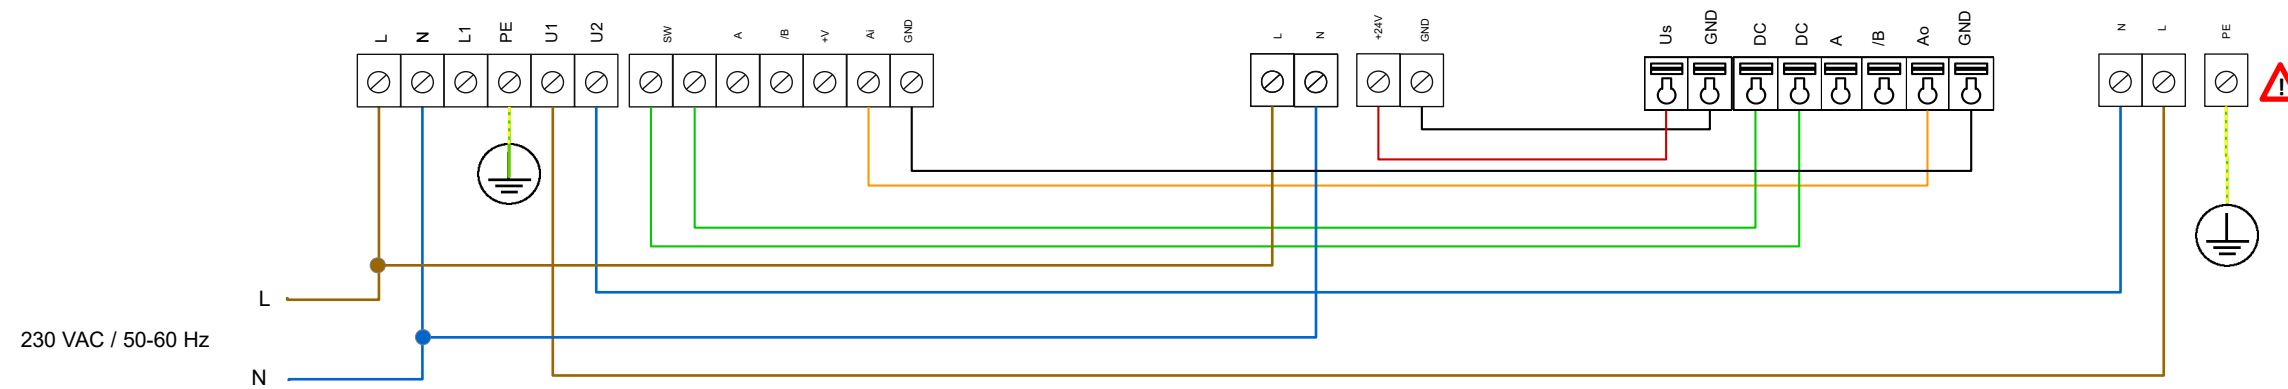 L N L1 PE U1 U2 SW A /B +V Ai GND
L N +24V GND
Us GND DC DC A /B Ao GND
N L PE
L
230 VAC / 50-60 Hz
N